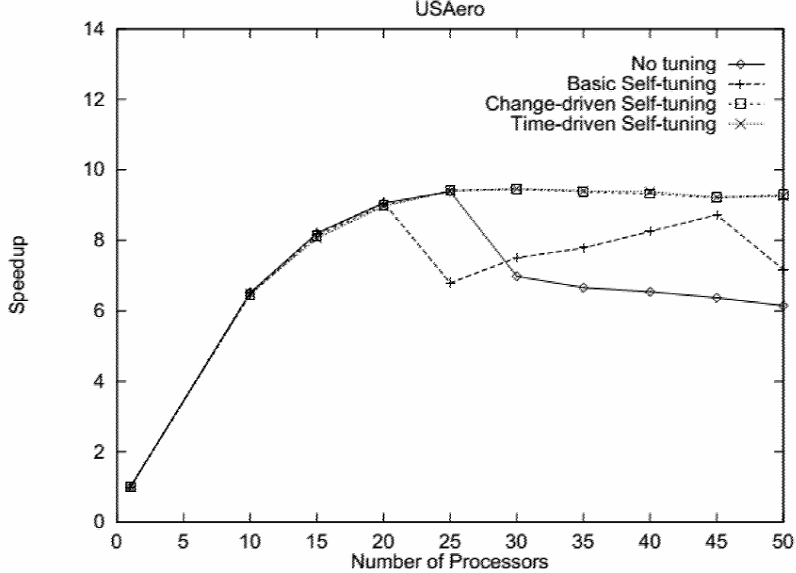 USAero
14
12
10
8
6
4
2
0
Speedup
No tuning
Basic Self-tuning
Change-driven Self-tuning
Time-driven Self-tuning
0 5 10 15 20 25 30 35 40 45 50
Number of Processors